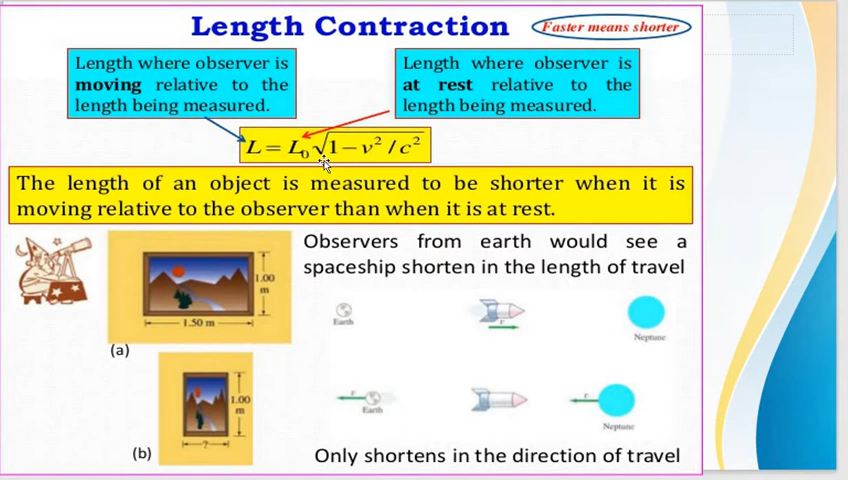 Length Contraction
Faster means shorter
Length where observer is
moving relative to the
length being measured.
Length where observer is
at rest relative to the
length being measured.
L = L₀√1 – v² / c²
The length of an object is measured to be shorter when it is
moving relative to the observer than when it is at rest.
Observers from earth would see a
spaceship shorten in the length of travel
1.00
m
1.50 m
(a)
Earth
v
Neptune
1.00
m
?
(b)
v
Earth
v
Neptune
Only shortens in the direction of travel